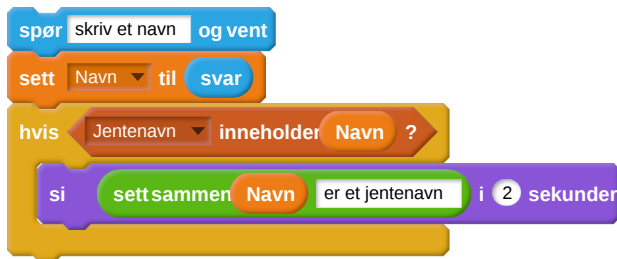 spør skriv et navn og vent
sett Navn til svar
hvis Jentenavn inneholder Navn ?
si sett sammen Navn er et jentenavn i 2 sekunder